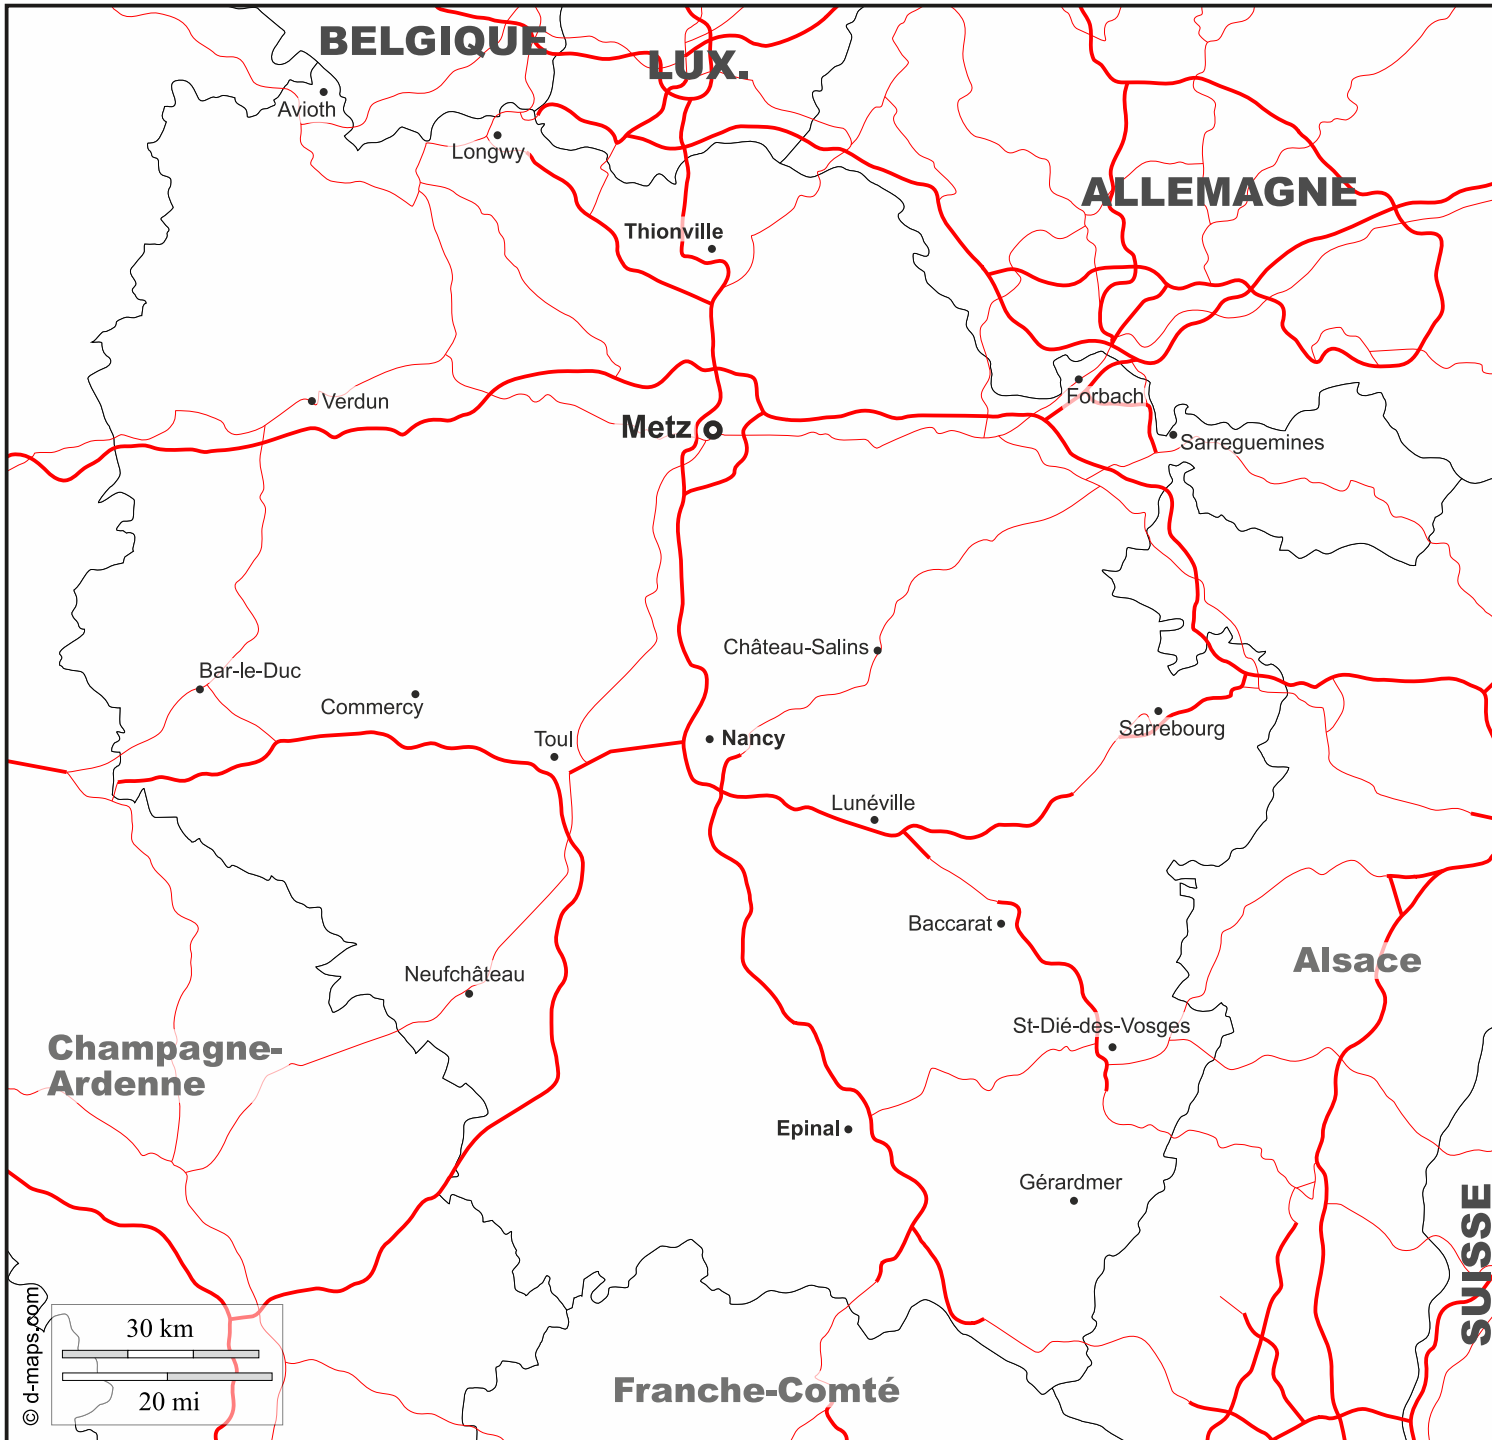 BELGIQUE
LUX.
Avioth
Longwy
ALLEMAGNE
Thionville
Verdun
Metz
Forbach
Sarreguemines
Château-Salins
Bar-le-Duc
Commercy
Toul
Nancy
Sarrebourg
Lunéville
Baccarat
Alsace
Neufchâteau
St-Dié-des-Vosges
Champagne-
Ardenne
Epinal
Gérardmer
SUISSE
© d-maps.com
30 km
20 mi
Franche-Comté